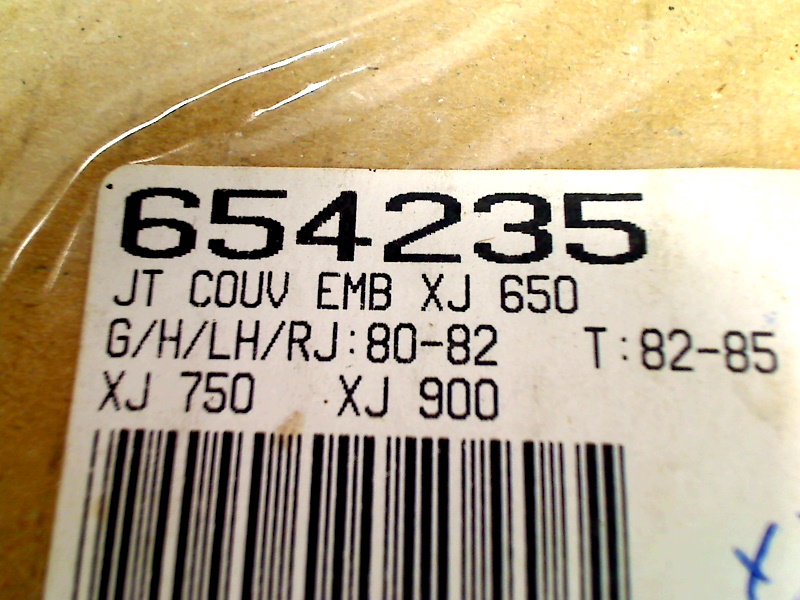 654235
JT COUV EMB XJ 650
G/H/LH/RJ:80-82 T:82-85
XJ 750 XJ 900